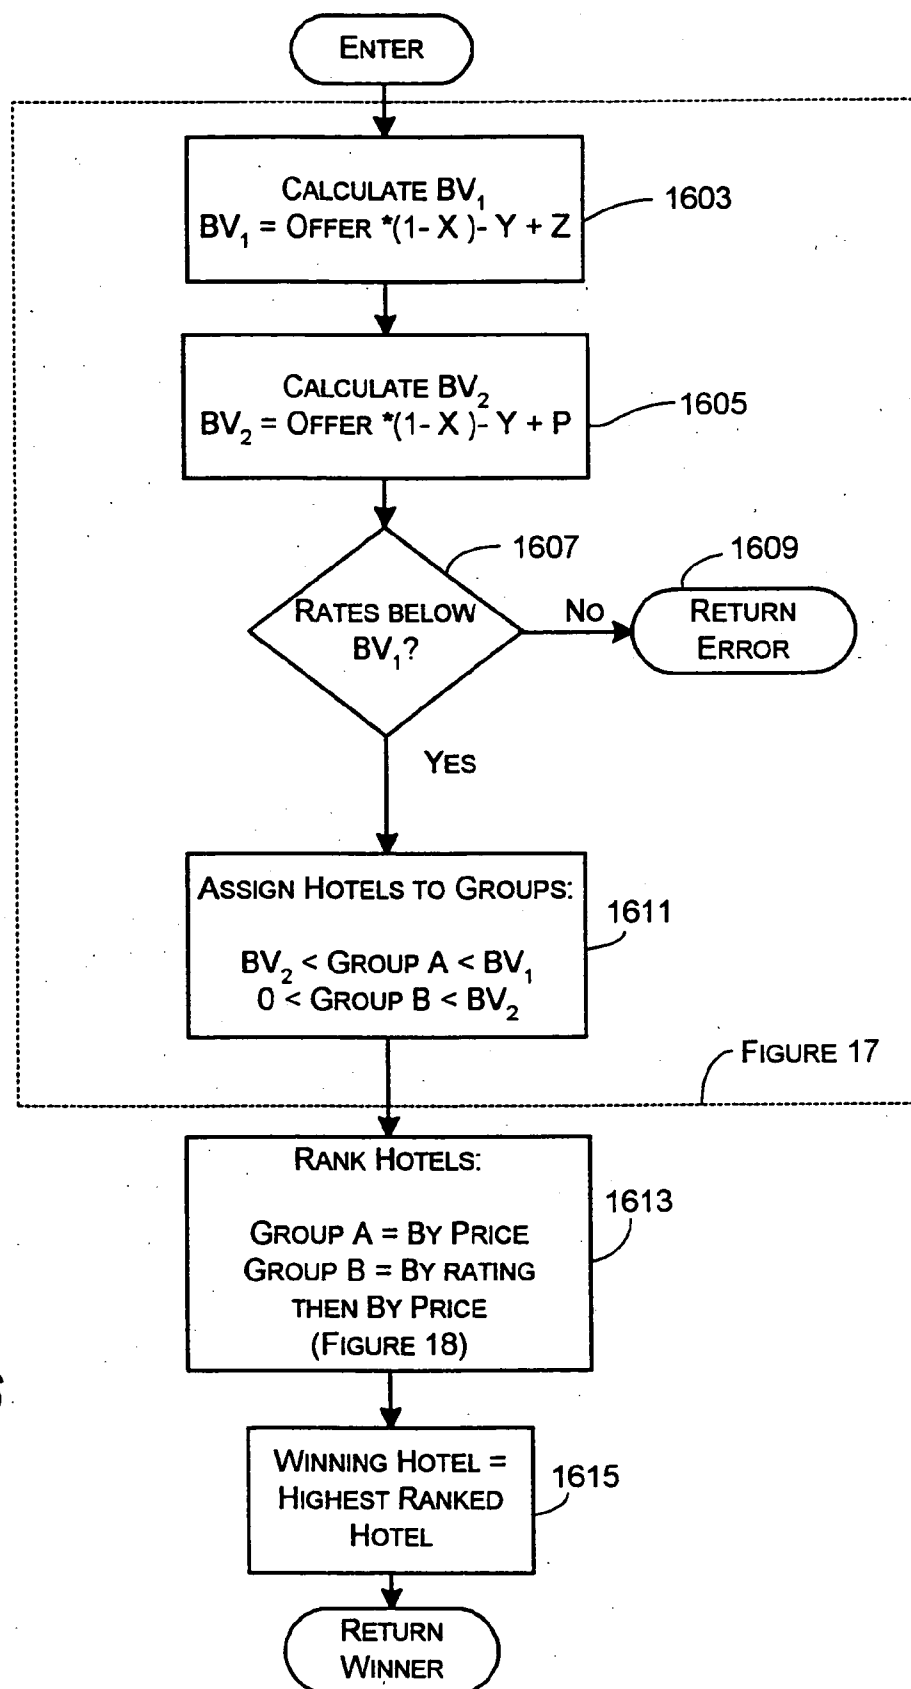 ENTER
CALCULATE BV₁
BV₁ = OFFER *(1- X )- Y + Z
1603
CALCULATE BV₂
BV₂ = OFFER *(1- X )- Y + P
1605
1607
RATES BELOW
BV₁?
NO
1609
RETURN
ERROR
YES
ASSIGN HOTELS TO GROUPS:
BV₂ < GROUP A < BV₁
0 < GROUP B < BV₂
1611
FIGURE 17
RANK HOTELS:
GROUP A = BY PRICE
GROUP B = BY RATING
THEN BY PRICE
(FIGURE 18)
1613
WINNING HOTEL =
HIGHEST RANKED
HOTEL
1615
RETURN
WINNER